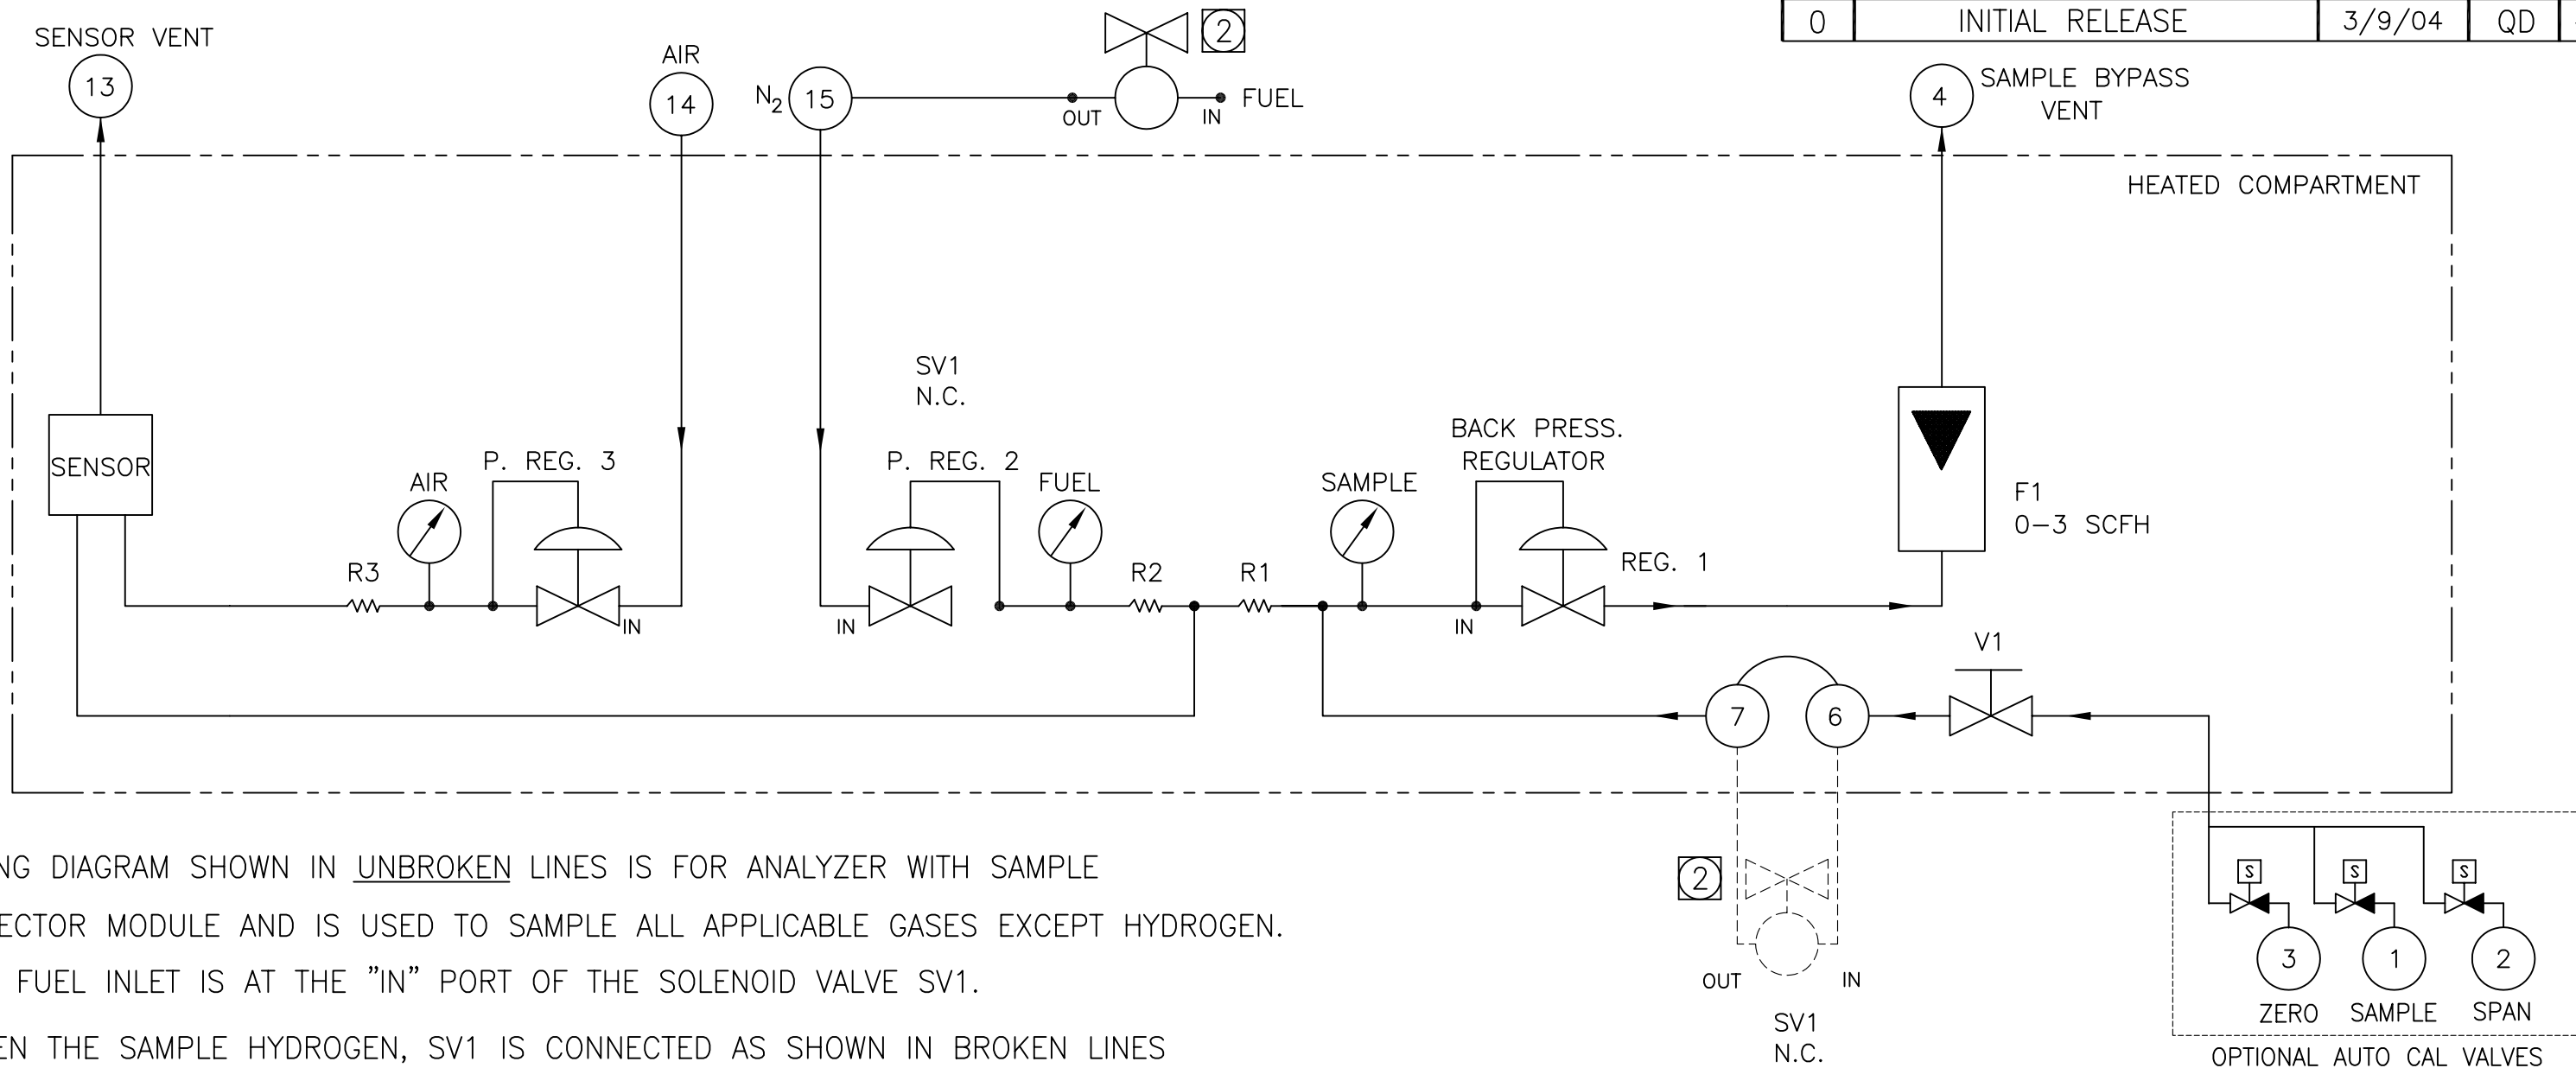 0 INITIAL RELEASE 3/9/04 QD
SENSOR VENT
13
AIR
14
N2 15
2
OUT IN FUEL
4 SAMPLE BYPASS
VENT
HEATED COMPARTMENT
SV1
N.C.
SENSOR
P. REG. 3
AIR
R3
IN
P. REG. 2
FUEL
IN
R2
R1
SAMPLE
BACK PRESS.
REGULATOR
IN
REG. 1
F1
0-3 SCFH
V1
7
6
2
OUT IN
SV1
N.C.
S S S
3 1 2
ZERO SAMPLE SPAN
OPTIONAL AUTO CAL VALVES
NG DIAGRAM SHOWN IN UNBROKEN LINES IS FOR ANALYZER WITH SAMPLE
ECTOR MODULE AND IS USED TO SAMPLE ALL APPLICABLE GASES EXCEPT HYDROGEN.
FUEL INLET IS AT THE "IN" PORT OF THE SOLENOID VALVE SV1.
EN THE SAMPLE HYDROGEN, SV1 IS CONNECTED AS SHOWN IN BROKEN LINES